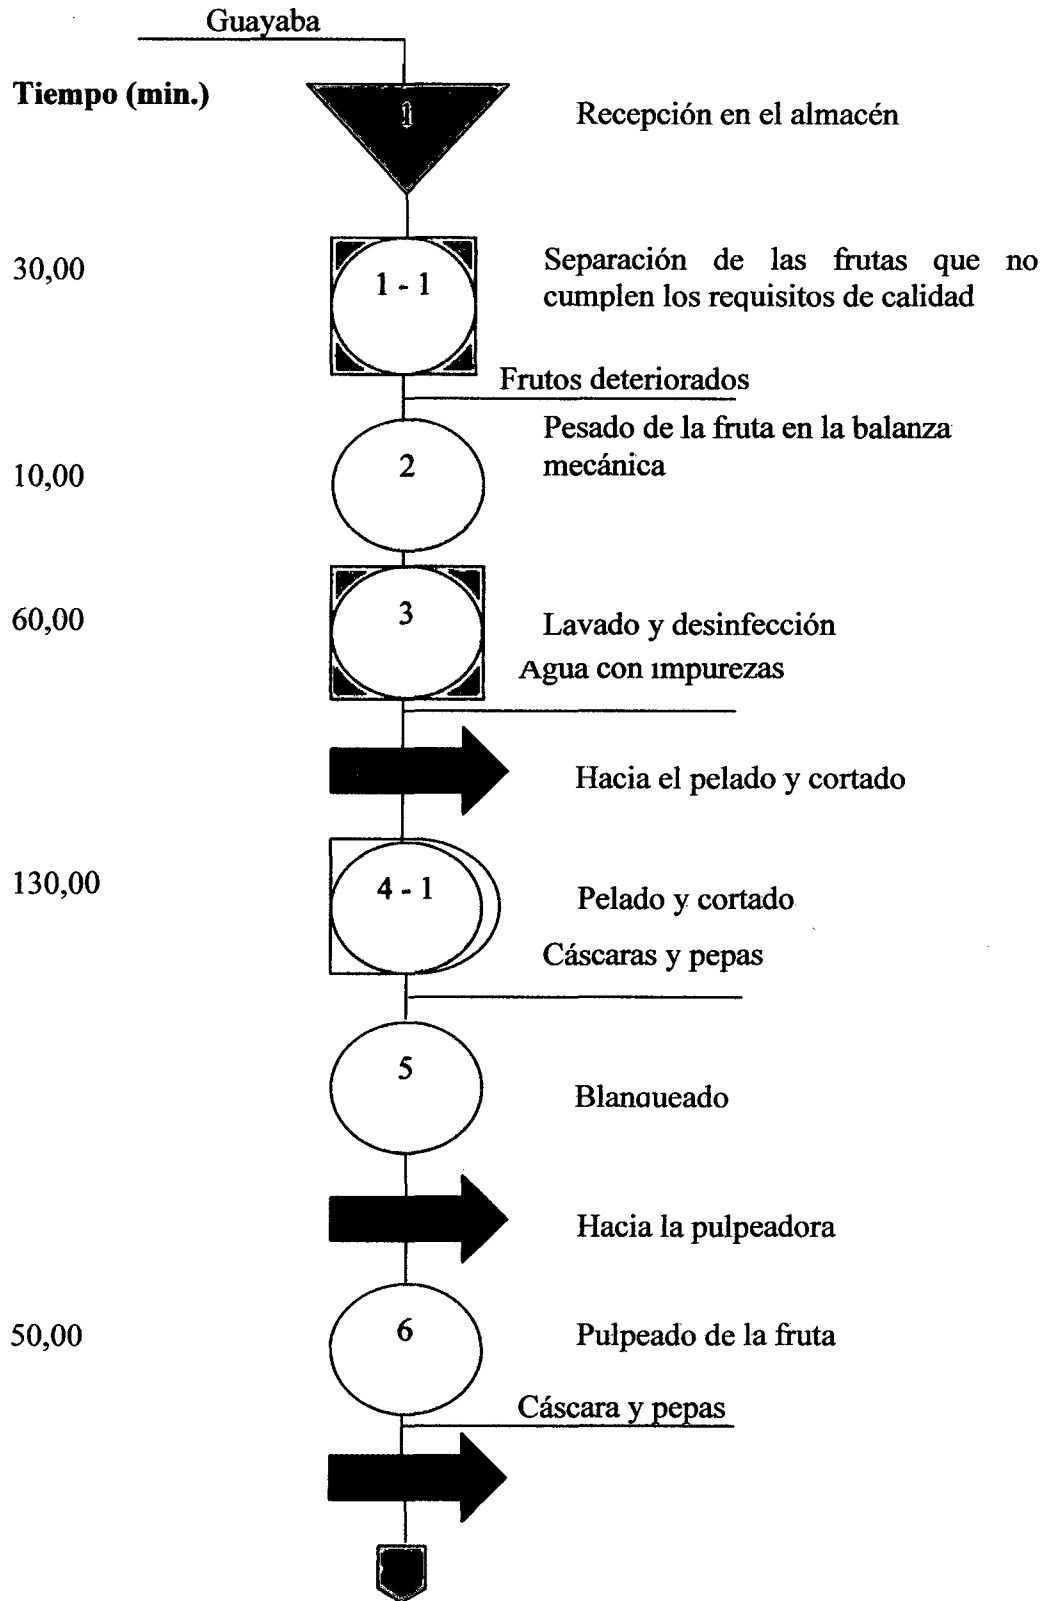 Guayaba
Tiempo (min.)
1
Recepción en el almacén
30,00
1 - 1
Separación de las frutas que no
cumplen los requisitos de calidad
Frutos deteriorados
Pesado de la fruta en la balanza
mecánica
10,00
2
60,00
3
Lavado y desinfección
Agua con impurezas
Hacia el pelado y cortado
130,00
4 - 1
Pelado y cortado
Cáscaras y pepas
5
Blanqueado
Hacia la pulpeadora
50,00
6
Pulpeado de la fruta
Cáscara y pepas